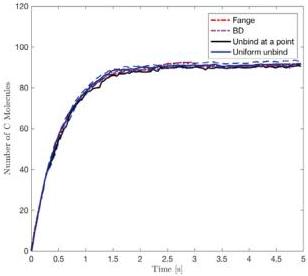 120
100
80
60
40
20
0
Number of C Molecules
Fange
BD
Unbind at a point
Uniform unbind
0 0.5 1 1.5 2 2.5 3 3.5 4 4.5 5
Time [s]